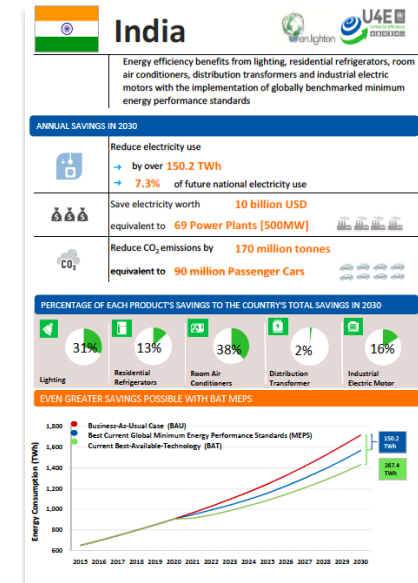 India
en.lighten
U4E
Energy efficiency benefits from lighting, residential refrigerators, room
air conditioners, distribution transformers and industrial electric
motors with the implementation of globally benchmarked minimum
energy performance standards
ANNUAL SAVINGS IN 2030
Reduce electricity use
→ by over 150.2 TWh
→ 7.3% of future national electricity use
Save electricity worth 10 billion USD
equivalent to 69 Power Plants [500MW]
CO₂
Reduce CO₂ emissions by 170 million tonnes
equivalent to 90 million Passenger Cars
PERCENTAGE OF EACH PRODUCT'S SAVINGS TO THE COUNTRY'S TOTAL SAVINGS IN 2030
31% 13% 38% 2% 16%
Lighting
Residential
Refrigerators
Room Air
Conditioners
Distribution
Transformer
Industrial
Electric Motor
EVEN GREATER SAVINGS POSSIBLE WITH BAT MEPS
Business-As-Usual Case (BAU)
Best Current Global Minimum Energy Performance Standards (MEPS)
Current Best-Available-Technology (BAT)
Energy Consumption (TWh)
1,800
1,600
1,400
1,200
1,000
800
600
150.2
TWh
287.4
TWh
2015 2016 2017 2018 2019 2020 2021 2022 2023 2024 2025 2026 2027 2028 2029 2030